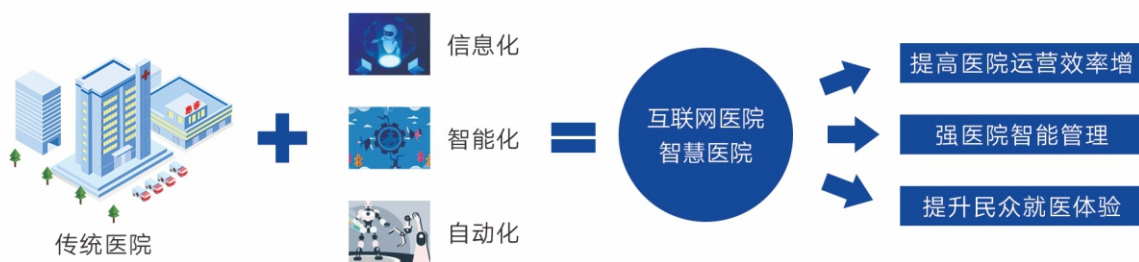 传统医院
急诊
信息化
智能化
自动化
互联网医院
智慧医院
提高医院运营效率增
强医院智能管理
提升民众就医体验